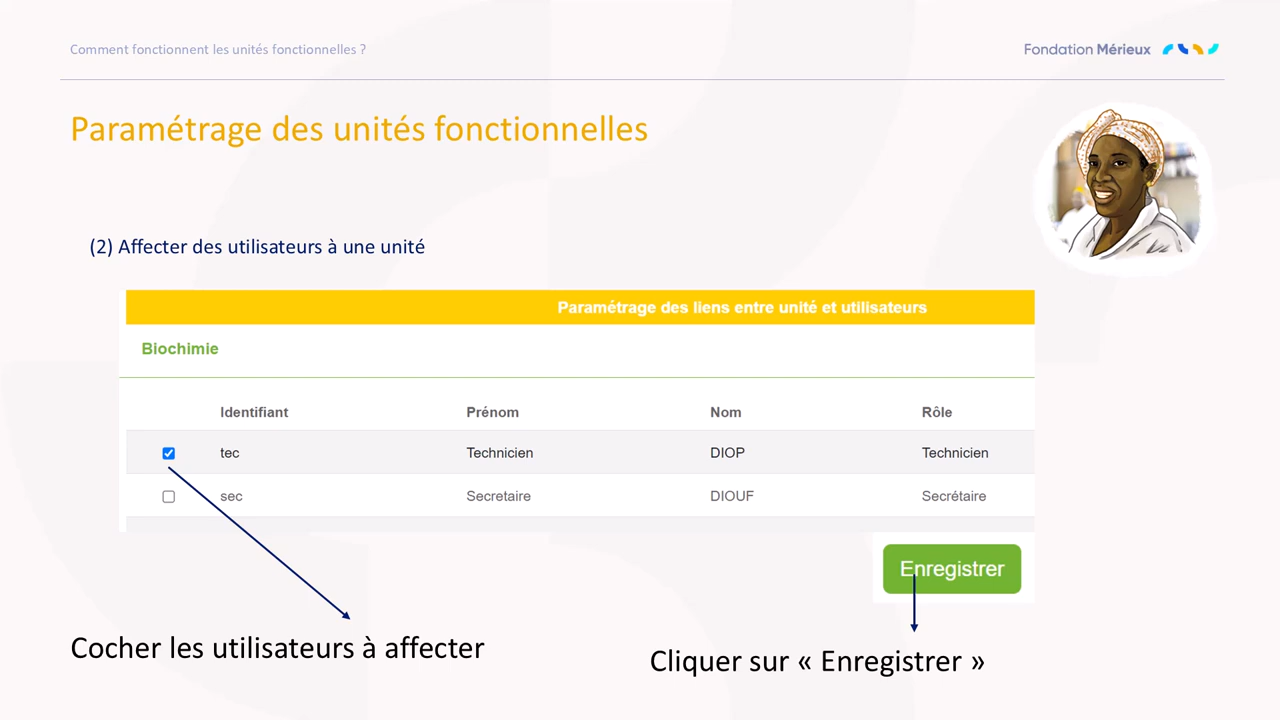 Comment fonctionnent les unités fonctionnelles ?
Fondation Mérieux
Paramétrage des unités fonctionnelles
(2) Affecter des utilisateurs à une unité
Paramétrage des liens entre unité et utilisateurs
Biochimie
Identifiant Prénom Nom Rôle
tec Technicien DIOP Technicien
sec Secretaire DIOUF Secrétaire
Enregistrer
Cocher les utilisateurs à affecter
Cliquer sur « Enregistrer »